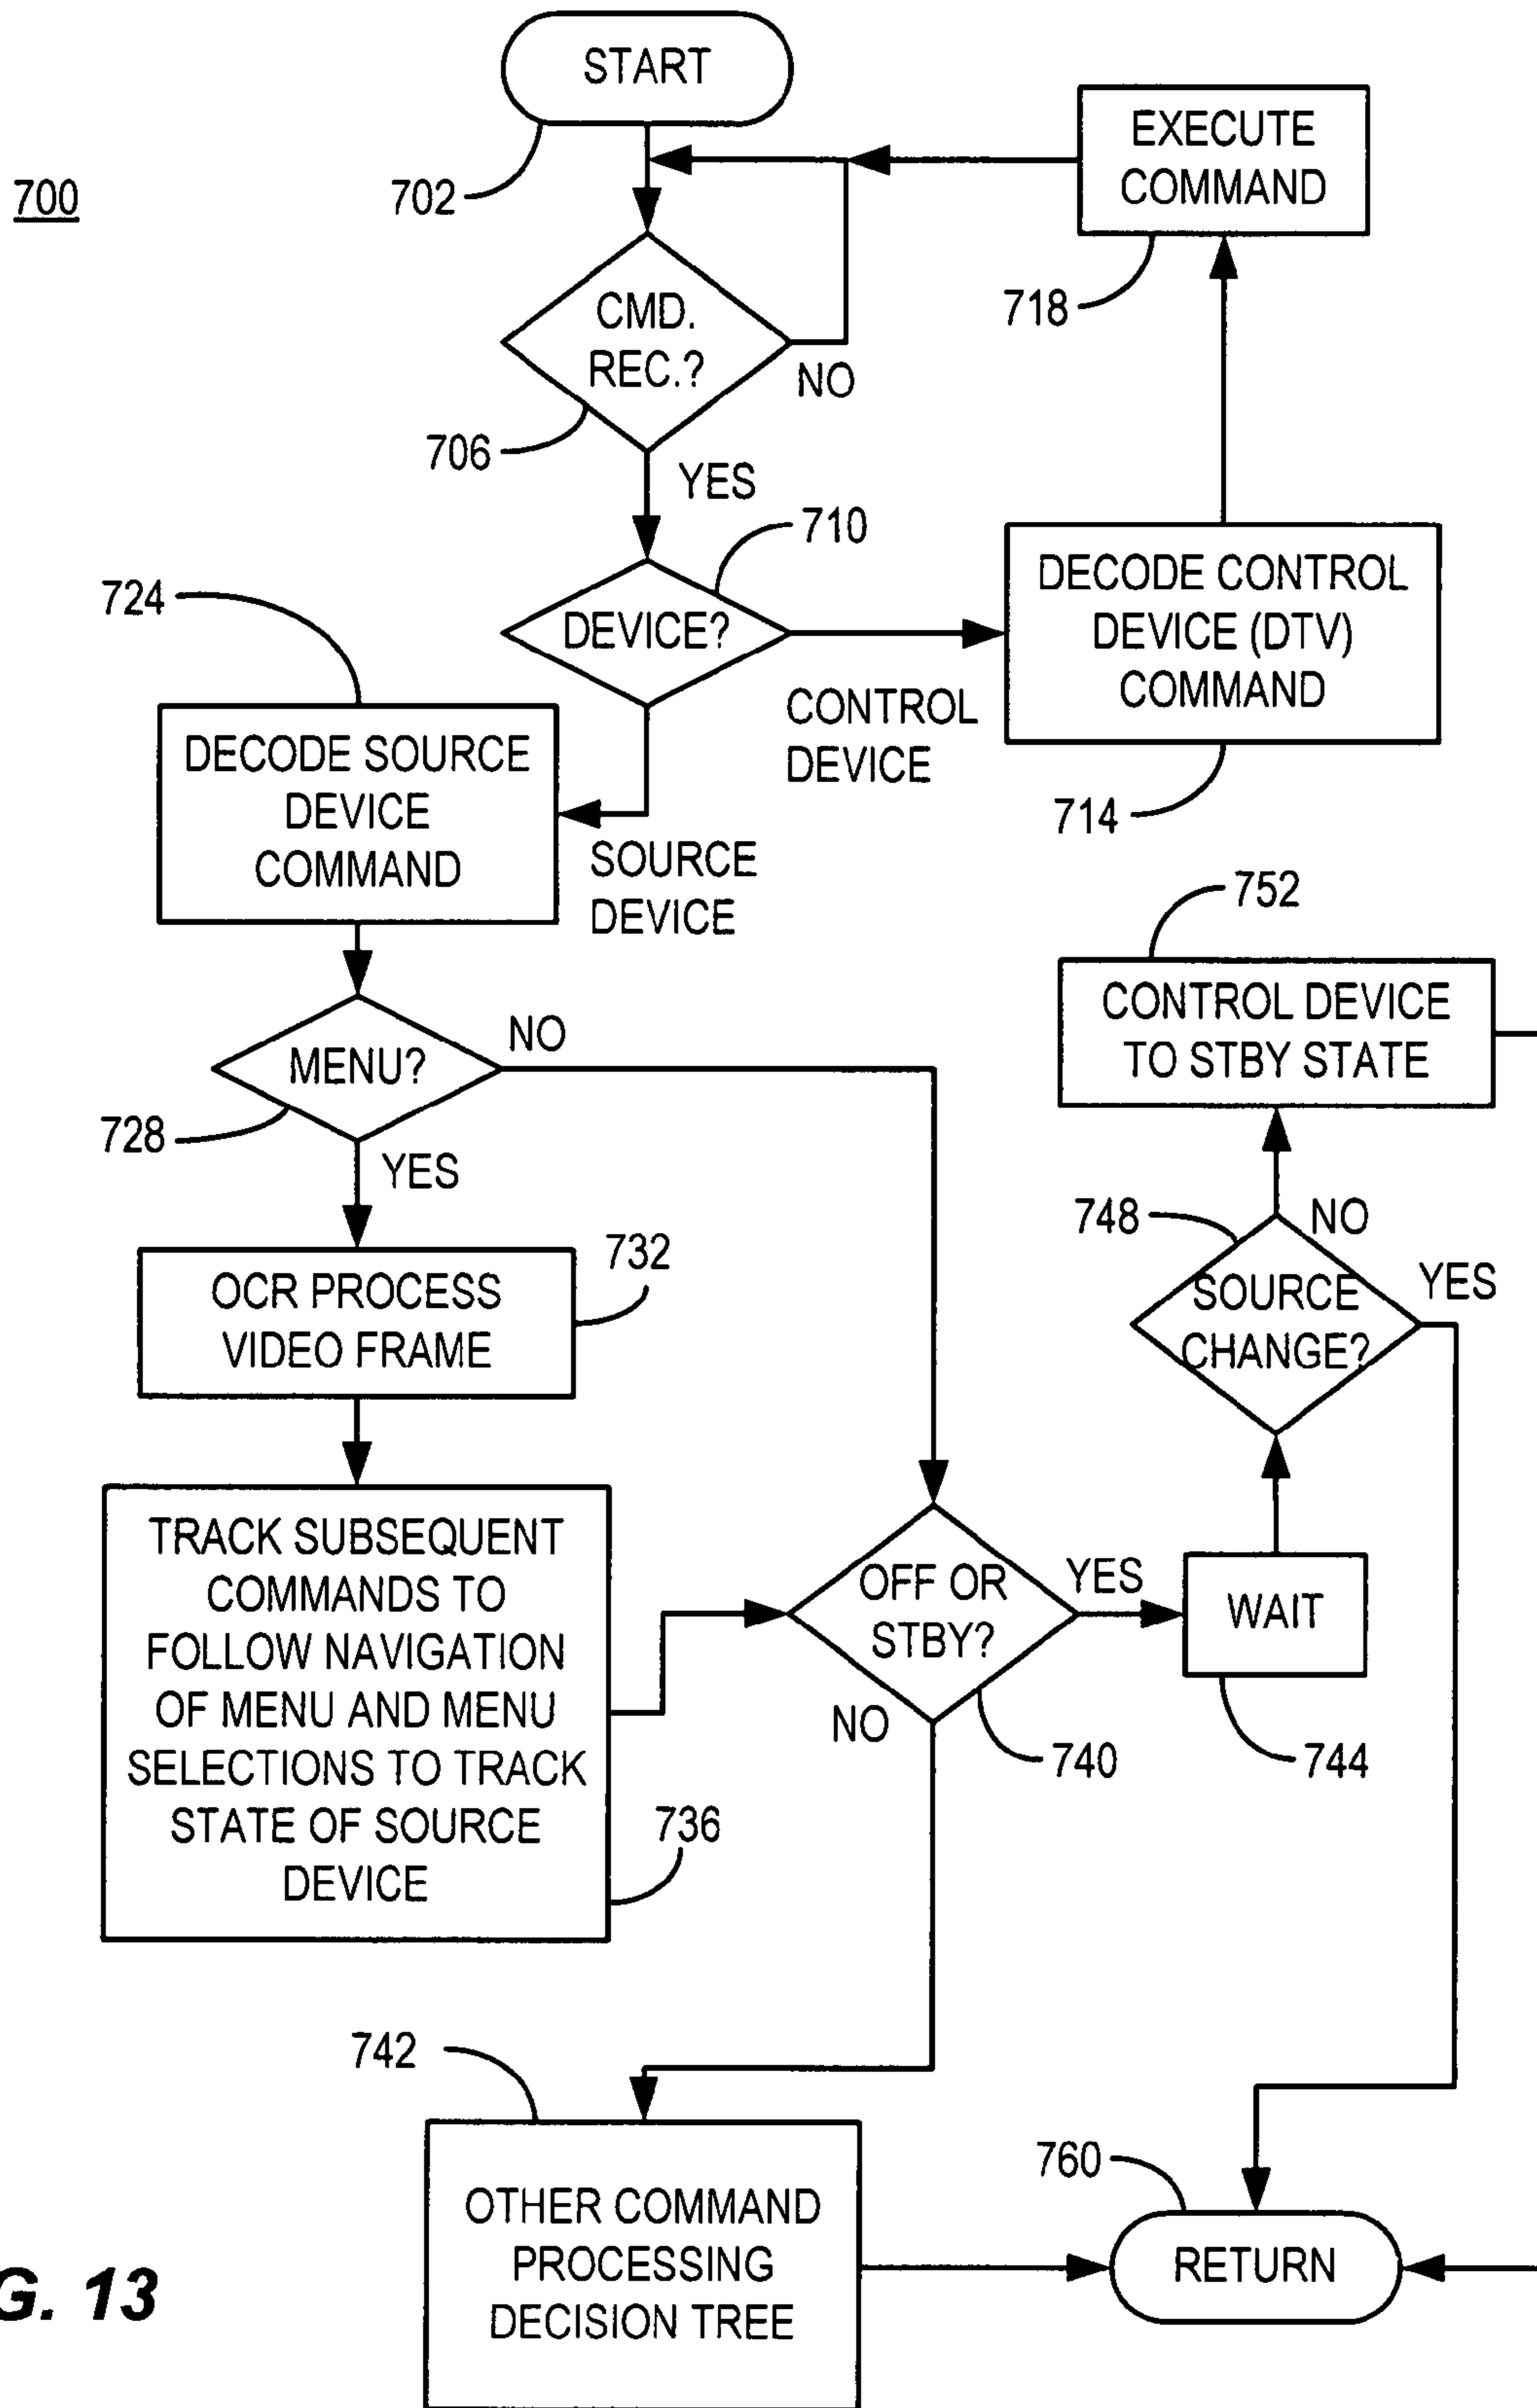 START
EXECUTE
COMMAND
700
702
718
CMD.
REC.?
NO
706
YES
710
724
DEVICE?
DECODE CONTROL
DEVICE (DTV)
COMMAND
CONTROL
DEVICE
714
DECODE SOURCE
DEVICE
COMMAND
SOURCE
DEVICE
752
CONTROL DEVICE
TO STBY STATE
MENU?
NO
728
YES
748
NO
SOURCE
CHANGE?
YES
732
OCR PROCESS
VIDEO FRAME
TRACK SUBSEQUENT
COMMANDS TO
FOLLOW NAVIGATION
OF MENU AND MENU
SELECTIONS TO TRACK
STATE OF SOURCE
DEVICE
736
OFF OR
STBY?
YES
WAIT
NO
740
744
742
OTHER COMMAND
PROCESSING
DECISION TREE
760
RETURN
G. 13